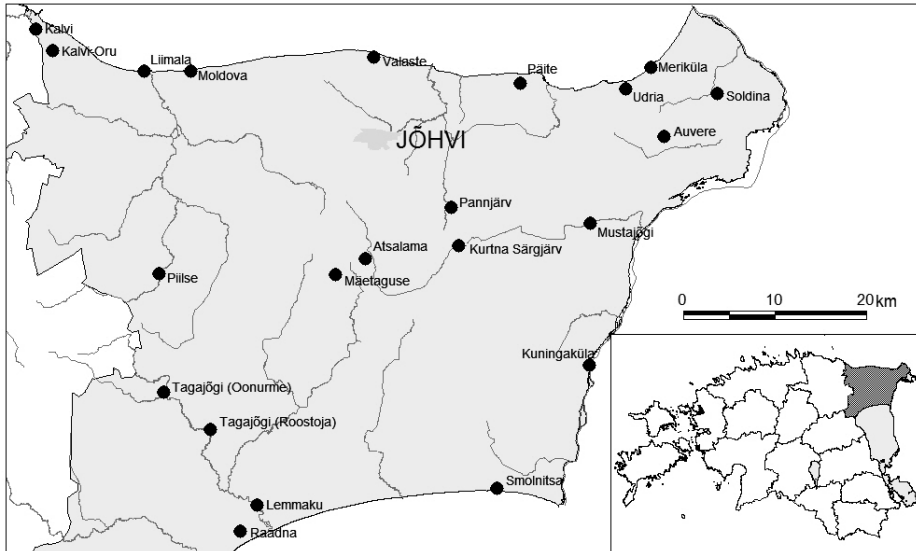 Kalvi
Kalvi-Oru
Liimala
Moldova
Valaste
Päite
Meriküla
Udria
Soldina
Auvere
JÕHVI
Pannjärv
Mustajõgi
Kurtna Särgjärv
Atsalama
Mäetaguse
Piilse
0 10 20 km
Kuningaküla
Tagajõgi (Oonurme)
Tagajõgi (Roostoja)
Smolnitsa
Lemmaku
Raadna